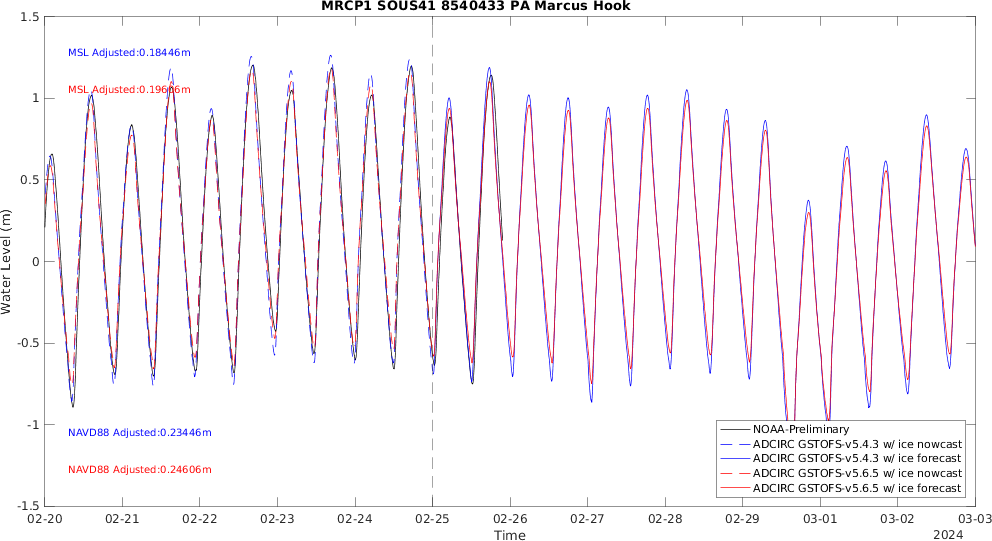 MRCP1 SOUS41 8540433 PA Marcus Hook
1.5
1
0.5
0
-0.5
-1
-1.5
Water Level (m)
MSL Adjusted:0.18446m
MSL Adjusted:0.19606m
NAVD88 Adjusted:0.23446m
NAVD88 Adjusted:0.24606m
NOAA-Preliminary
ADCIRC GSTOFS-v5.4.3 w/ ice nowcast
ADCIRC GSTOFS-v5.4.3 w/ ice forecast
ADCIRC GSTOFS-v5.6.5 w/ ice nowcast
ADCIRC GSTOFS-v5.6.5 w/ ice forecast
02-20 02-21 02-22 02-23 02-24 02-25 02-26 02-27 02-28 02-29 03-01 03-02 03-03
Time
2024